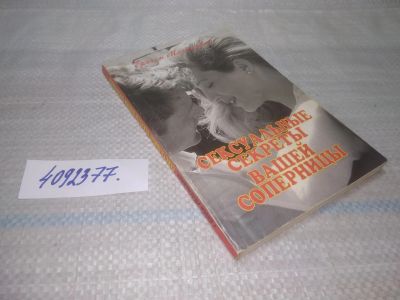 СЕКСУАЛЬНЫЕ
СЕКРЕТЫ
ВАШЕЙ
СОПЕРНИЦЫ
4092377.